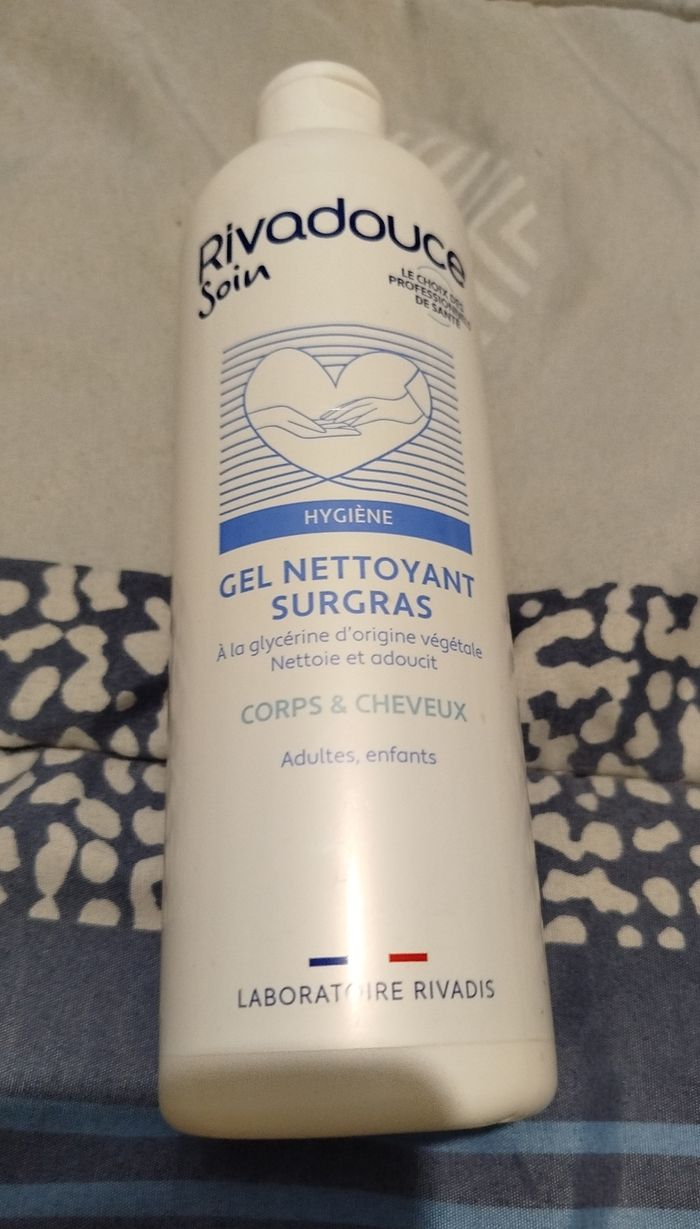 Rivadouce
Soin
LE CHOIX DES
PROFESSIONNELS
DE SANTÉ
HYGIÈNE
GEL NETTOYANT
SURGRAS
À la glycérine d'origine végétale
Nettoie et adoucit
CORPS & CHEVEUX
Adultes, enfants
LABORATOIRE RIVADIS